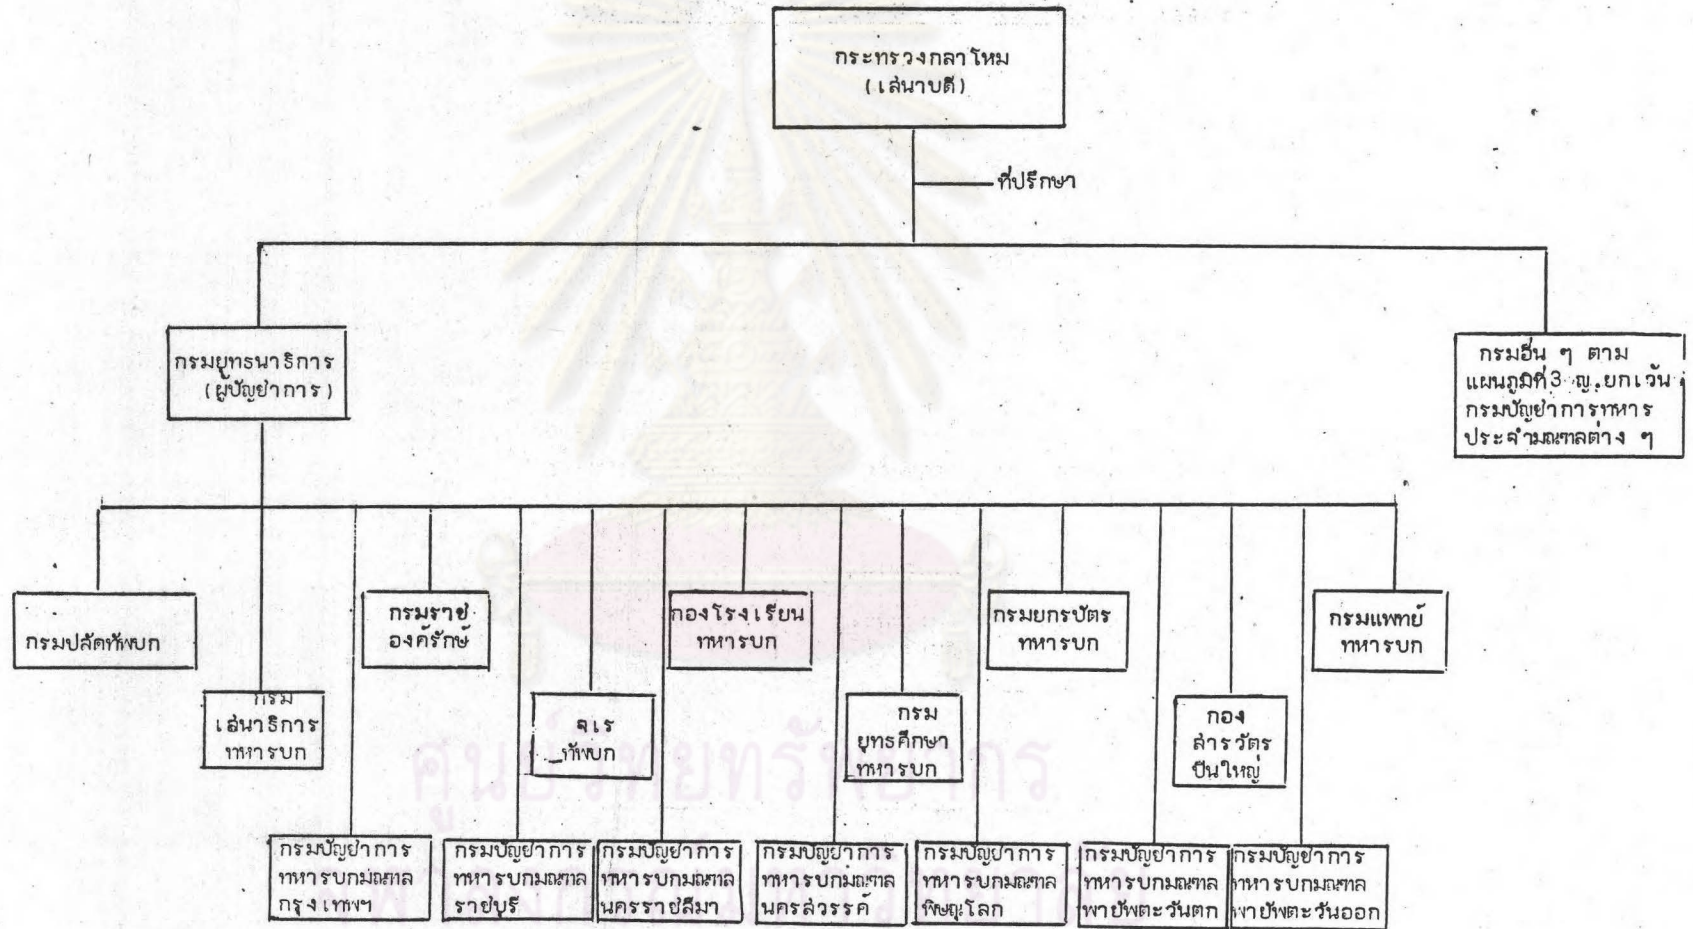 กระทรวงกลาโหม
(เสนาบดี)
ที่ปรึกษา
กรมยุทธนาธิการ
(ผู้บัญชาการ)
กรมอื่น ๆ ตาม
แผนภูมิที่ 3 ญ.ยกเว้น
กรมบัญชาการทหาร
ประจำมณฑลต่าง ๆ
กรมปลัดทัพบก
กรม
เสนาธิการ
ทหารบก
กรมราช
องครักษ์
จเร
ทัพบก
กองโรงเรียน
ทหารบก
กรม
ยุทธศึกษา
ทหารบก
กรมยกรบัตร
ทหารบก
กอง
สารวัตร
ปืนใหญ่
กรมแพทย์
ทหารบก
กรมบัญชาการ
ทหารบกมณฑล
กรุงเทพฯ
กรมบัญชาการ
ทหารบกมณฑล
ราชบุรี
กรมบัญชาการ
ทหารบกมณฑล
นครราชสีมา
กรมบัญชาการ
ทหารบกมณฑล
นครสวรรค์
กรมบัญชาการ
ทหารบกมณฑล
พิษณุโลก
กรมบัญชาการ
ทหารบกมณฑล
พายัพตะวันตก
กรมบัญชาการ
ทหารบกมณฑล
พายัพตะวันออก
ศูนย์วิทยทรัพยากร